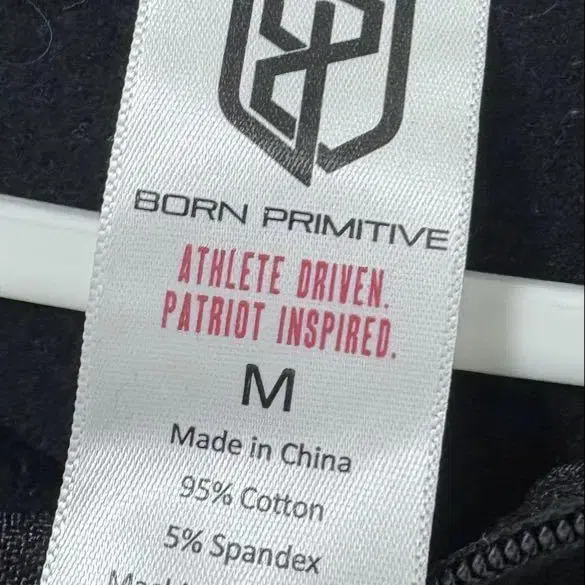 BORN PRIMITIVE
ATHLETE DRIVEN.
PATRIOT INSPIRED.
M
Made in China
95% Cotton
5% Spandex